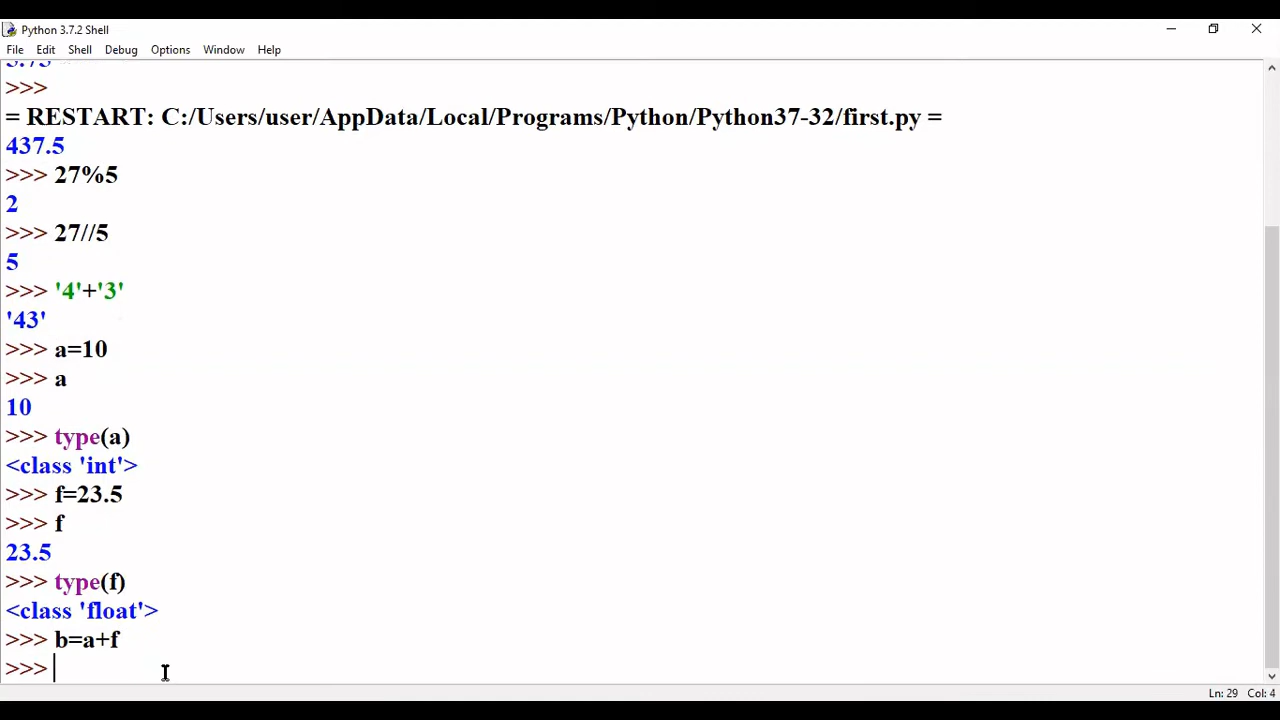 Python 3.7.2 Shell
File Edit Shell Debug Options Window Help
>>>
= RESTART: C:/Users/user/AppData/Local/Programs/Python/Python37-32/first.py =
437.5
>>> 27%5
2
>>> 27//5
5
>>> '4'+'3'
'43'
>>> a=10
>>> a
10
>>> type(a)
<class 'int'>
>>> f=23.5
>>> f
23.5
>>> type(f)
<class 'float'>
>>> b=a+f
>>>
Ln: 29 Col: 4